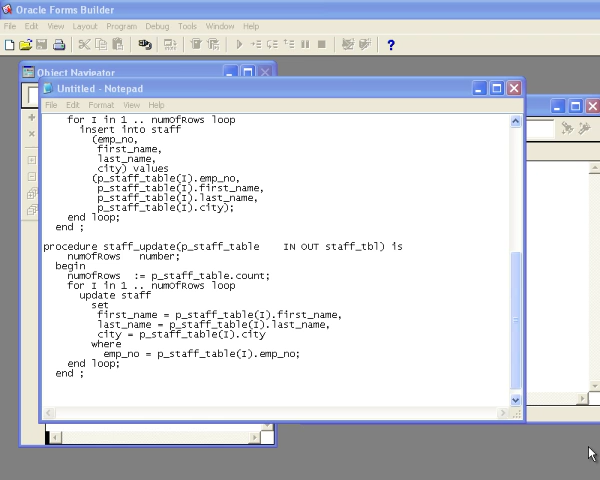 Oracle Forms Builder
File Edit View Layout Program Debug Tools Window Help
Object Navigator
Untitled - Notepad
File Edit Format View Help
for I in 1 .. numOfRows loop
insert into staff
(emp_no,
first_name,
last_name,
city) values
(p_staff_table(I).emp_no,
p_staff_table(I).first_name,
p_staff_table(I).last_name,
p_staff_table(I).city);
end loop;
end ;
procedure staff_update(p_staff_table    IN OUT staff_tbl) is
numOfRows   number;
begin
numOfRows  := p_staff_table.count;
for I in 1 .. numOfRows loop
update staff
set
first_name = p_staff_table(I).first_name,
last_name = p_staff_table(I).last_name,
city = p_staff_table(I).city
where
emp_no = p_staff_table(I).emp_no;
end loop;
end ;